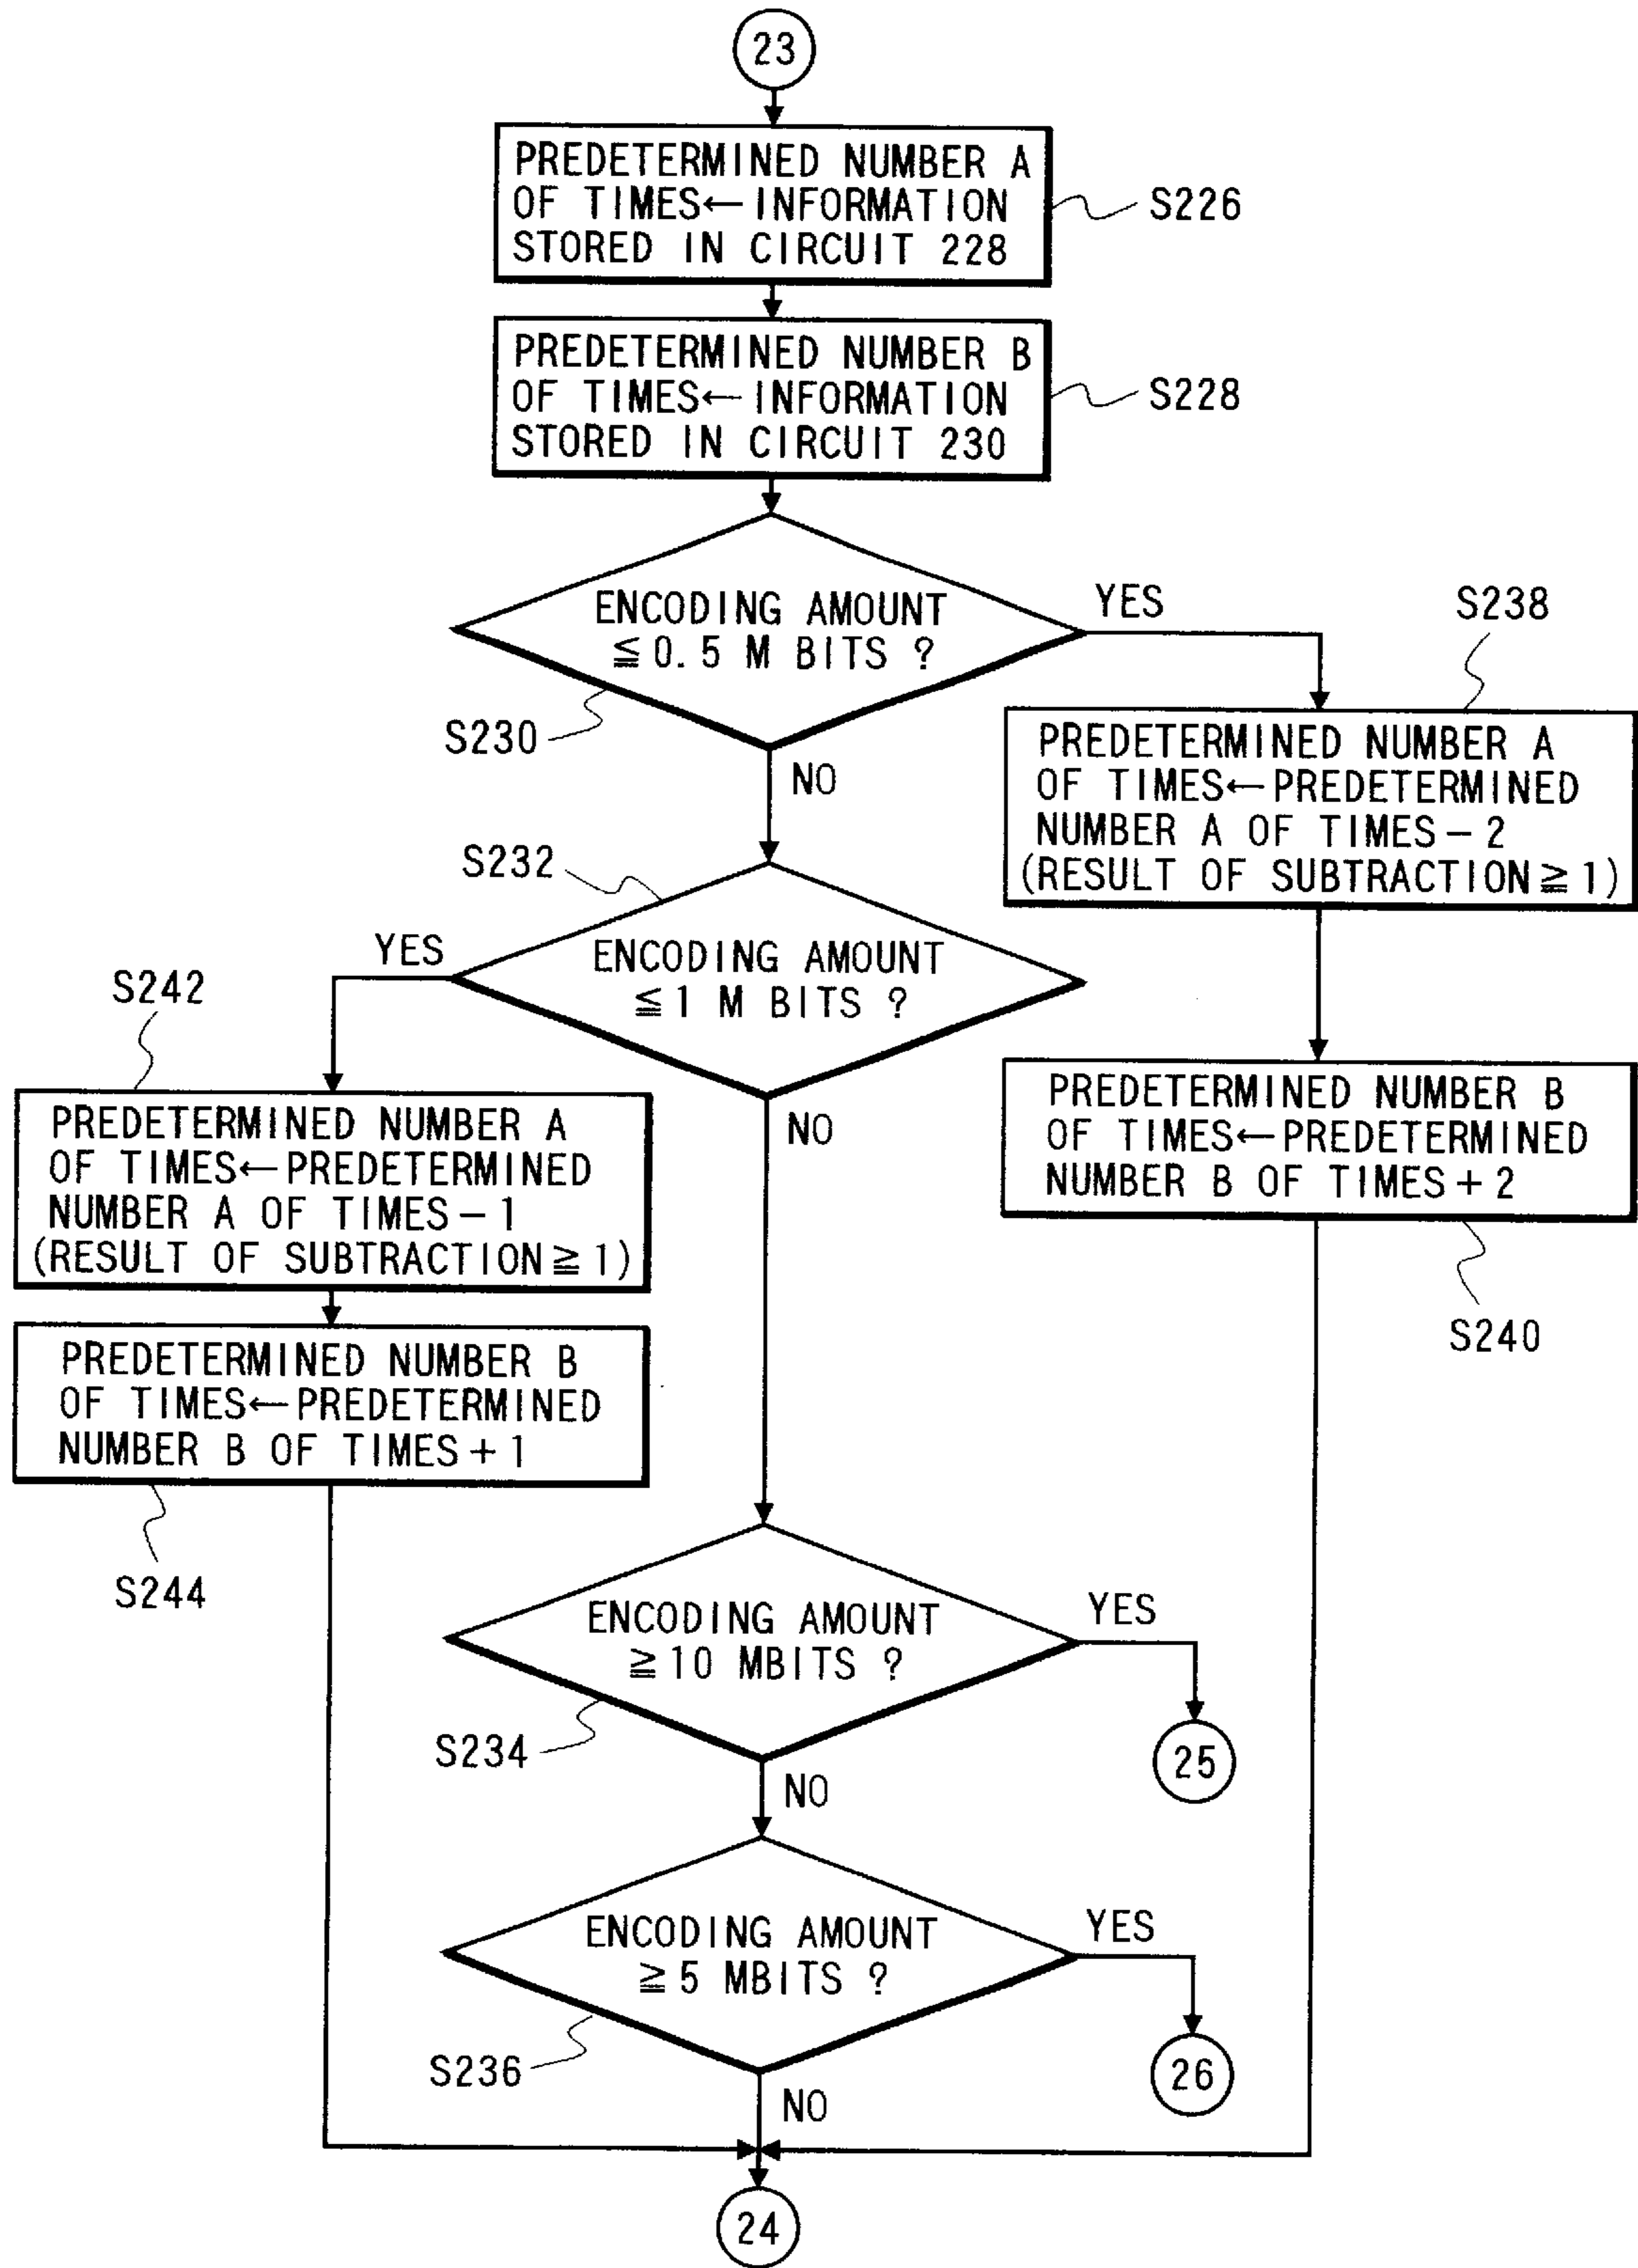 23
PREDETERMINED NUMBER A
OF TIMES←INFORMATION
STORED IN CIRCUIT 228
S226
PREDETERMINED NUMBER B
OF TIMES←INFORMATION
STORED IN CIRCUIT 230
S228
ENCODING AMOUNT
≦0.5 M BITS ?
YES
S230
NO
S238
PREDETERMINED NUMBER A
OF TIMES←PREDETERMINED
NUMBER A OF TIMES−2
(RESULT OF SUBTRACTION≧1)
S232
ENCODING AMOUNT
≦1 M BITS ?
YES
NO
S242
PREDETERMINED NUMBER A
OF TIMES←PREDETERMINED
NUMBER A OF TIMES−1
(RESULT OF SUBTRACTION≧1)
PREDETERMINED NUMBER B
OF TIMES←PREDETERMINED
NUMBER B OF TIMES+2
S240
PREDETERMINED NUMBER B
OF TIMES←PREDETERMINED
NUMBER B OF TIMES+1
S244
ENCODING AMOUNT
≧10 MBITS ?
YES
S234
25
NO
ENCODING AMOUNT
≧5 MBITS ?
YES
S236
26
NO
24